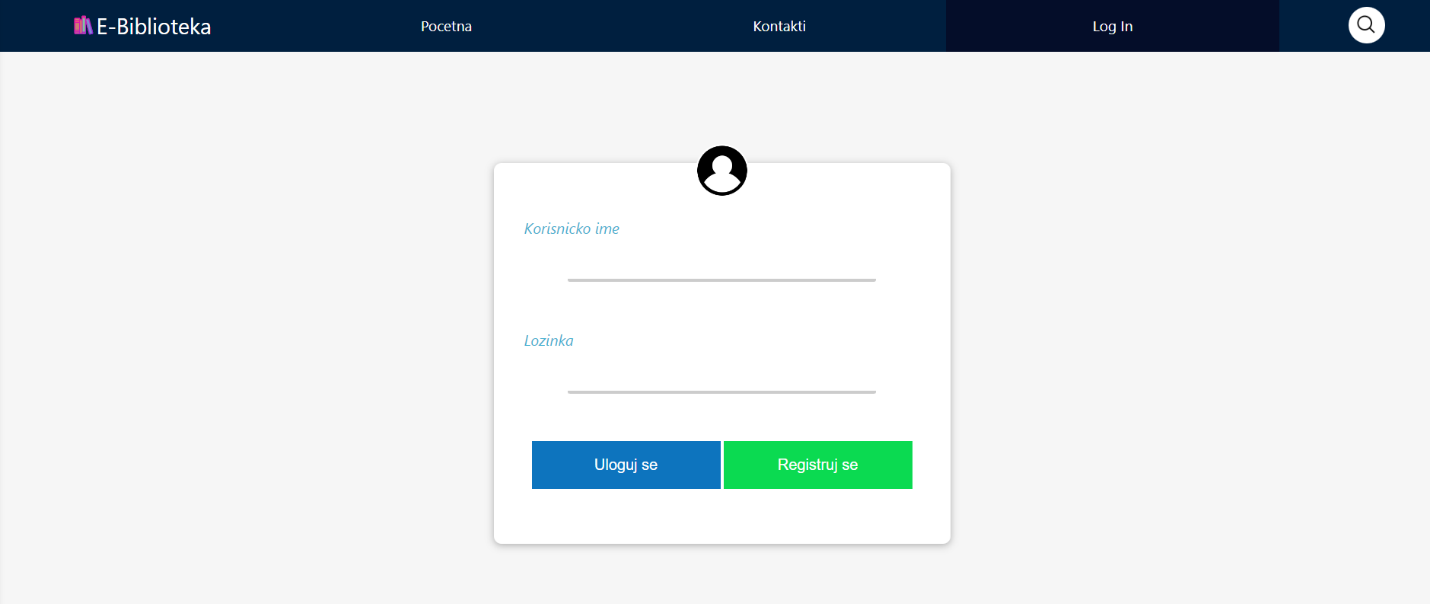 E-Biblioteka
Pocetna
Kontakti
Log In
Korisnicko ime
Lozinka
Uloguj se
Registruj se